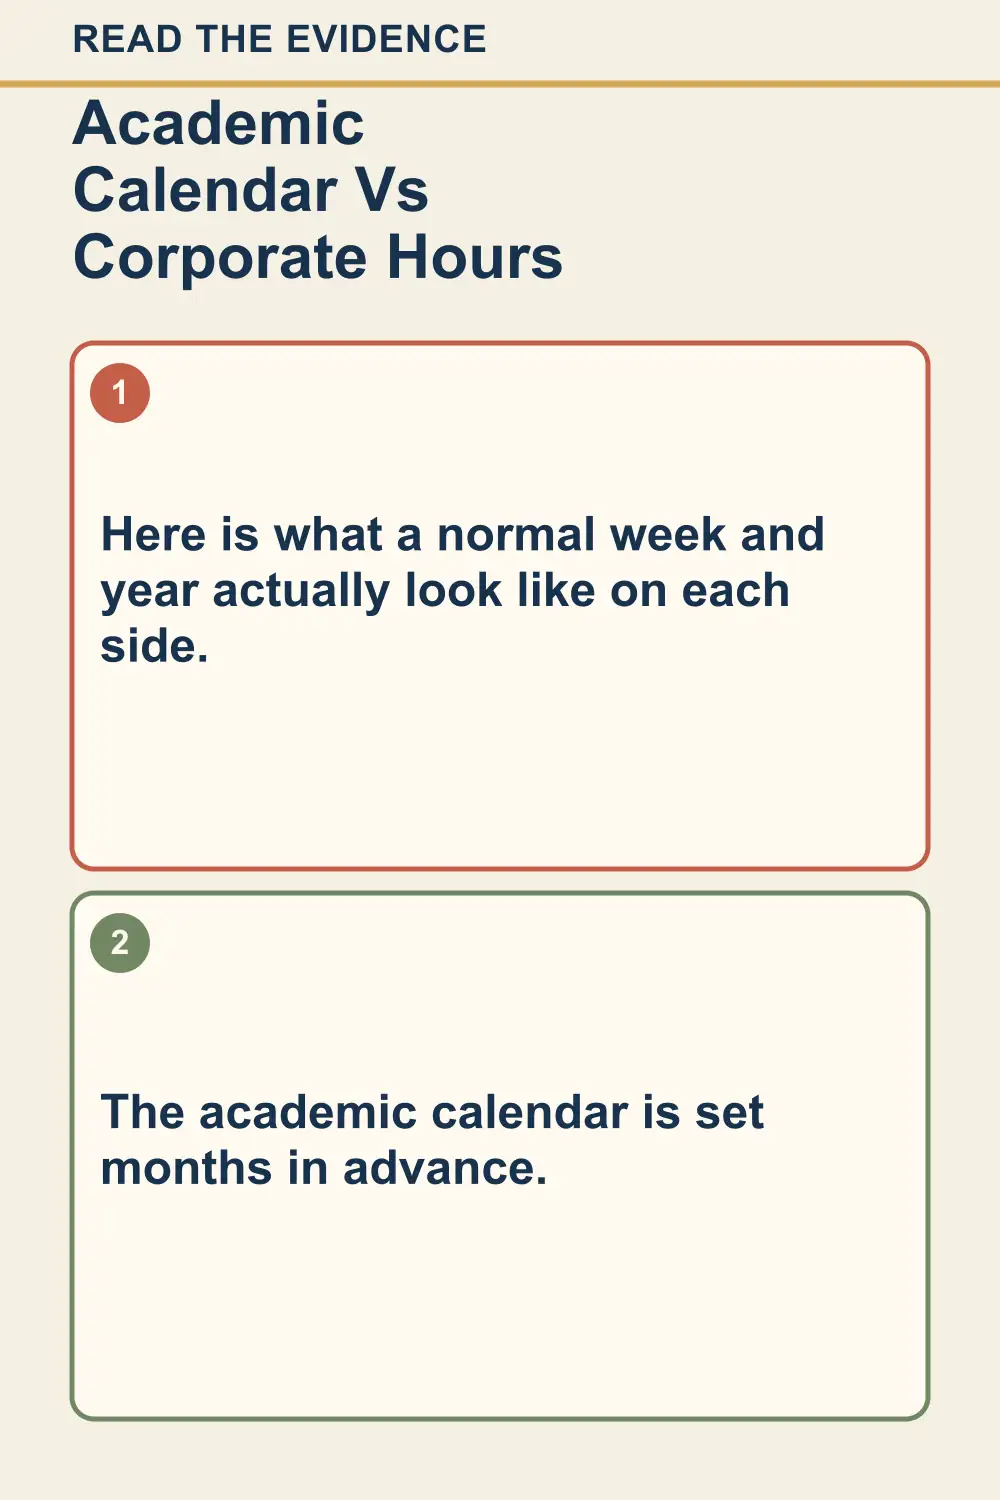 READ THE EVIDENCE
Academic
Calendar Vs
Corporate Hours
1
Here is what a normal week and
year actually look like on each
side.
2
The academic calendar is set
months in advance.